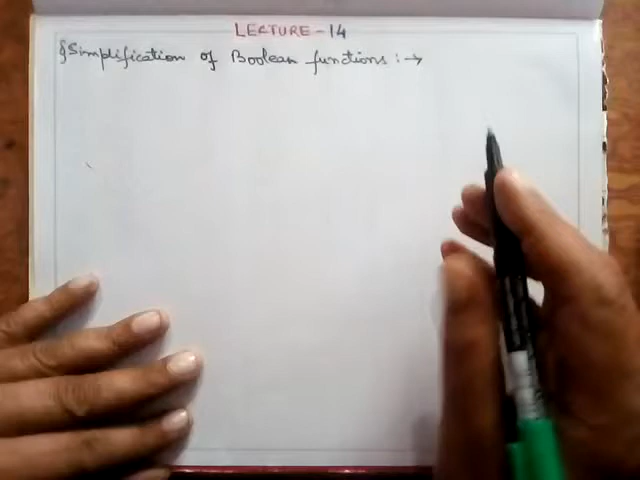 LECTURE - 14
§ Simplification of Boolean functions :→